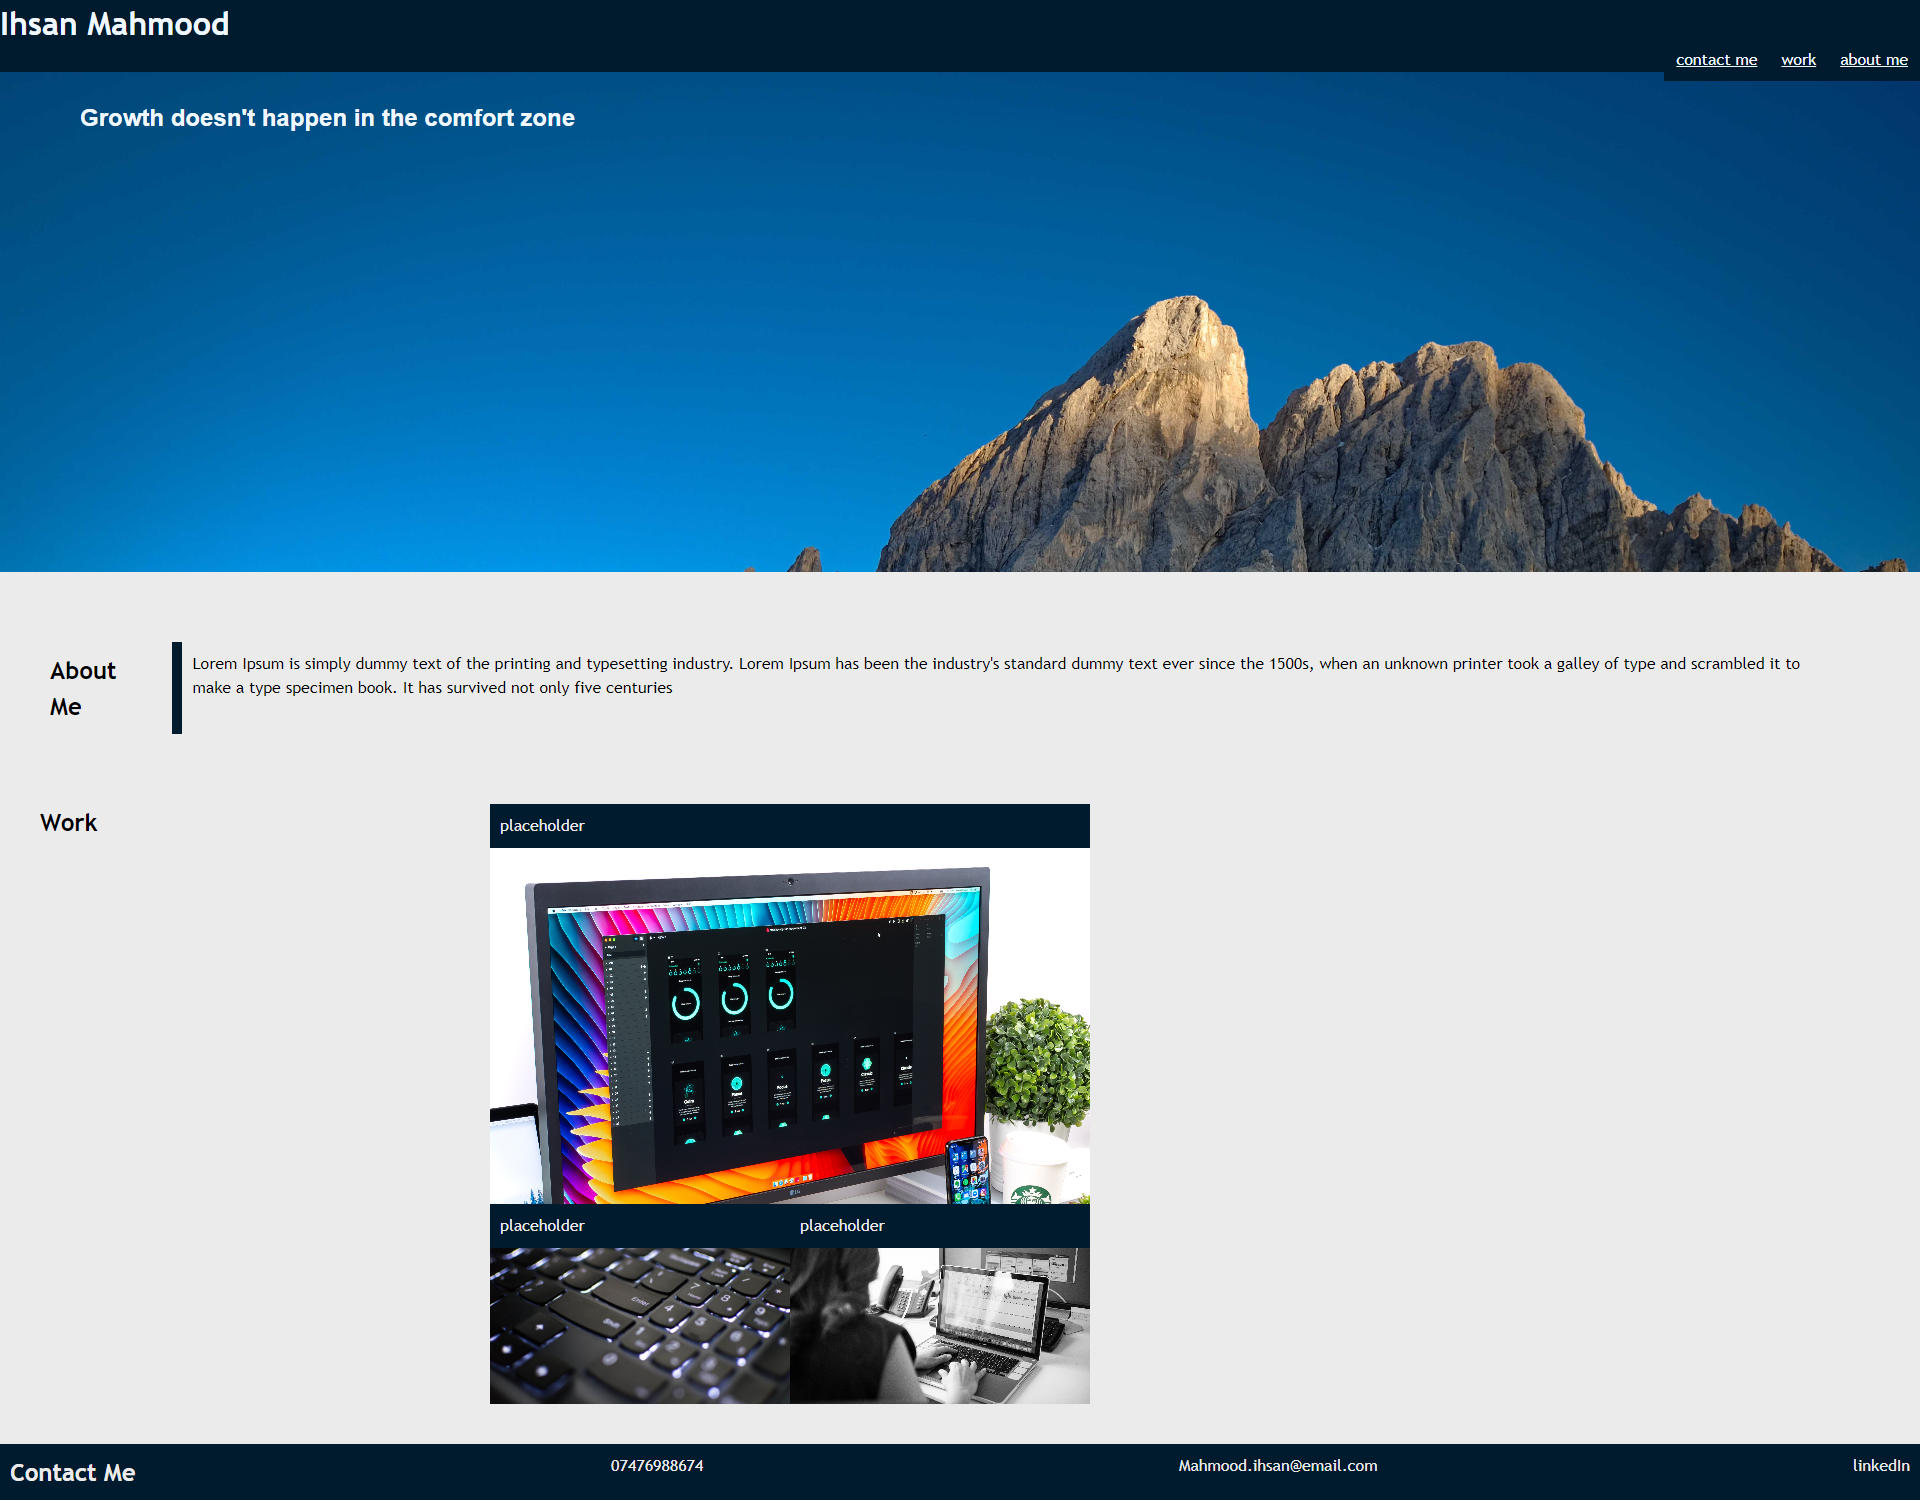 Ihsan Mahmood
contact me work about me
Growth doesn't happen in the comfort zone
About
Me
Lorem Ipsum is simply dummy text of the printing and typesetting industry. Lorem Ipsum has been the industry's standard dummy text ever since the 1500s, when an unknown printer took a galley of type and scrambled it to
make a type specimen book. It has survived not only five centuries
Work
placeholder
placeholder placeholder
Enter
Shift
Contact Me 07476988674 Mahmood.ihsan@email.com linkedIn